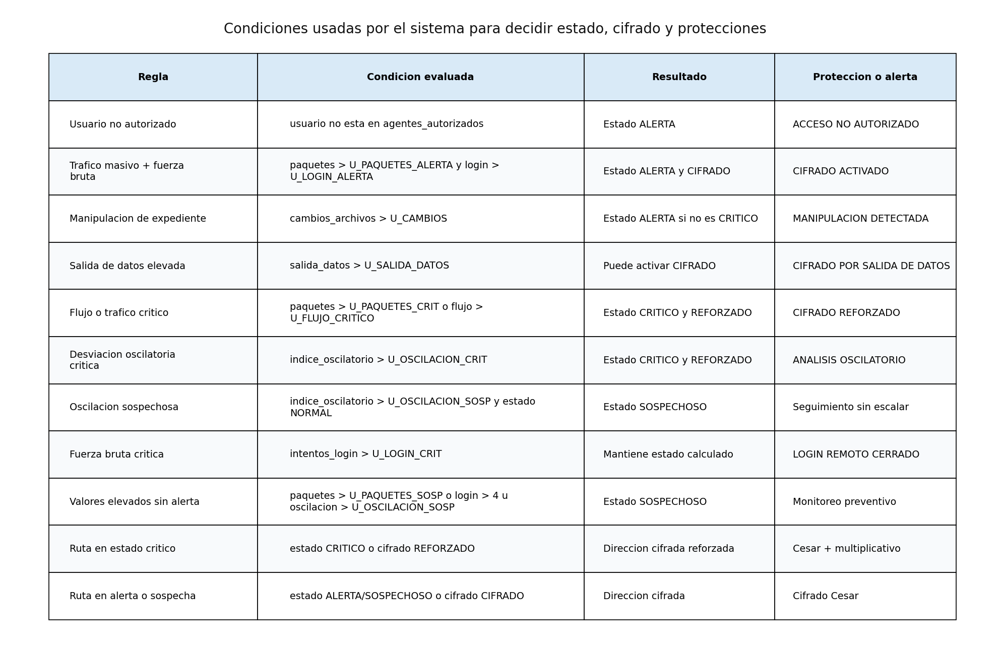 Condiciones usadas por el sistema para decidir estado, cifrado y protecciones
Regla
Condicion evaluada
Resultado
Proteccion o alerta
Usuario no autorizado
usuario no esta en agentes_autorizados
Estado ALERTA
ACCESO NO AUTORIZADO
Trafico masivo + fuerza
bruta
paquetes > U_PAQUETES_ALERTA y login >
U_LOGIN_ALERTA
Estado ALERTA y CIFRADO
CIFRADO ACTIVADO
Manipulacion de expediente
cambios_archivos > U_CAMBIOS
Estado ALERTA si no es CRITICO
MANIPULACION DETECTADA
Salida de datos elevada
salida_datos > U_SALIDA_DATOS
Puede activar CIFRADO
CIFRADO POR SALIDA DE DATOS
Flujo o trafico critico
paquetes > U_PAQUETES_CRIT o flujo >
U_FLUJO_CRITICO
Estado CRITICO y REFORZADO
CIFRADO REFORZADO
Desviacion oscilatoria
critica
indice_oscilatorio > U_OSCILACION_CRIT
Estado CRITICO y REFORZADO
ANALISIS OSCILATORIO
Oscilacion sospechosa
indice_oscilatorio > U_OSCILACION_SOSP y estado
NORMAL
Estado SOSPECHOSO
Seguimiento sin escalar
Fuerza bruta critica
intentos_login > U_LOGIN_CRIT
Mantiene estado calculado
LOGIN REMOTO CERRADO
Valores elevados sin alerta
paquetes > U_PAQUETES_SOSP o login > 4 u
oscilacion > U_OSCILACION_SOSP
Estado SOSPECHOSO
Monitoreo preventivo
Ruta en estado critico
estado CRITICO o cifrado REFORZADO
Direccion cifrada reforzada
Cesar + multiplicativo
Ruta en alerta o sospecha
estado ALERTA/SOSPECHOSO o cifrado CIFRADO
Direccion cifrada
Cifrado Cesar